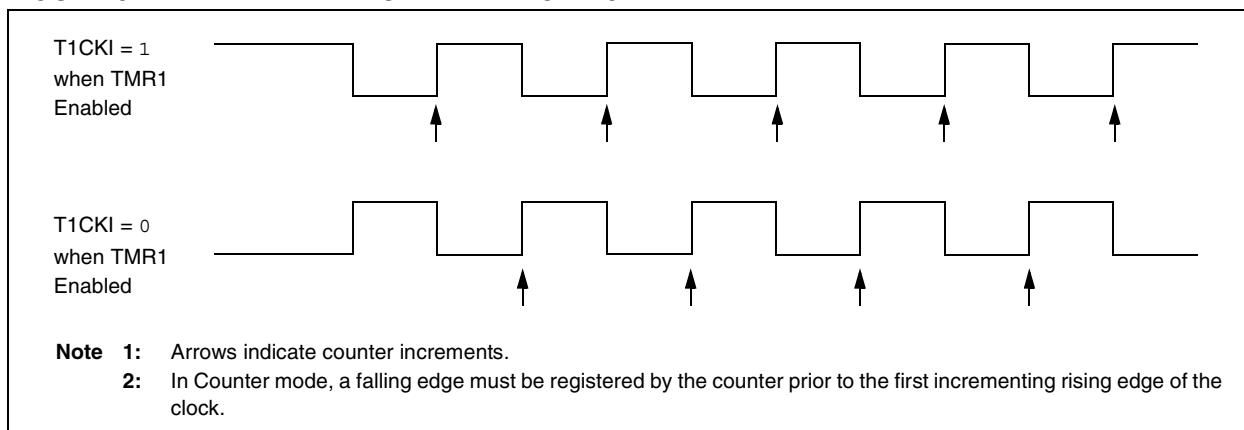 T1CKI = 1
when TMR1
Enabled
T1CKI = 0
when TMR1
Enabled
Note 1: Arrows indicate counter increments.
2: In Counter mode, a falling edge must be registered by the counter prior to the first incrementing rising edge of the
clock.